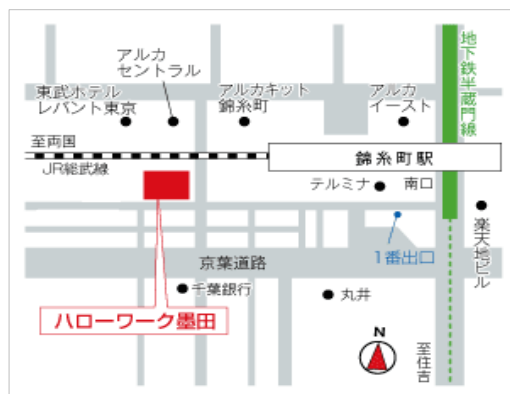 アルカ
セントラル
東武ホテル
レバント東京
アルカキット
錦糸町
アルカ
イースト
地下鉄半蔵門線
至両国
JR総武線
錦糸町駅
テルミナ
南口
楽天地ビル
1番出口
京葉道路
千葉銀行
丸井
ハローワーク墨田
N
至住吉